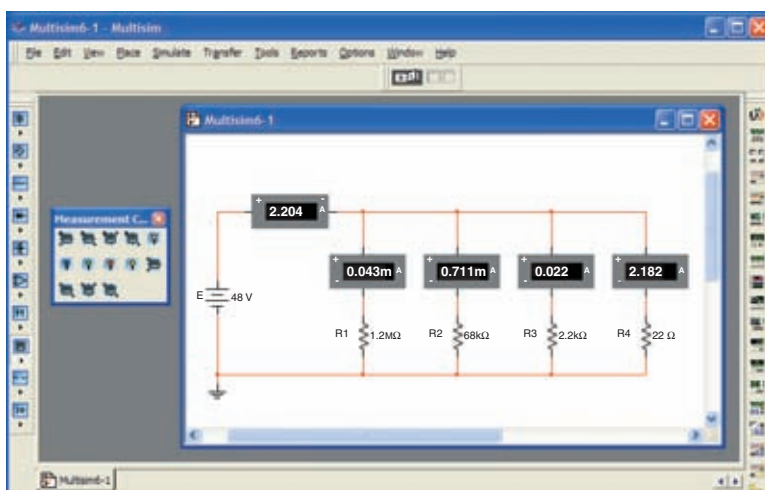 Multisim6-1 - Multisim
File Edit View Place Simulate Transfer Tools Reports Options Window Help
Multisim6-1
Measurement C...
+ 2.204 - A
+ 0.043m A -
+ 0.711m A -
+ 0.022 A -
+ 2.182 A -
E 48 V
R1 1.2MΩ
R2 68kΩ
R3 2.2kΩ
R4 22 Ω
Multisim6-1